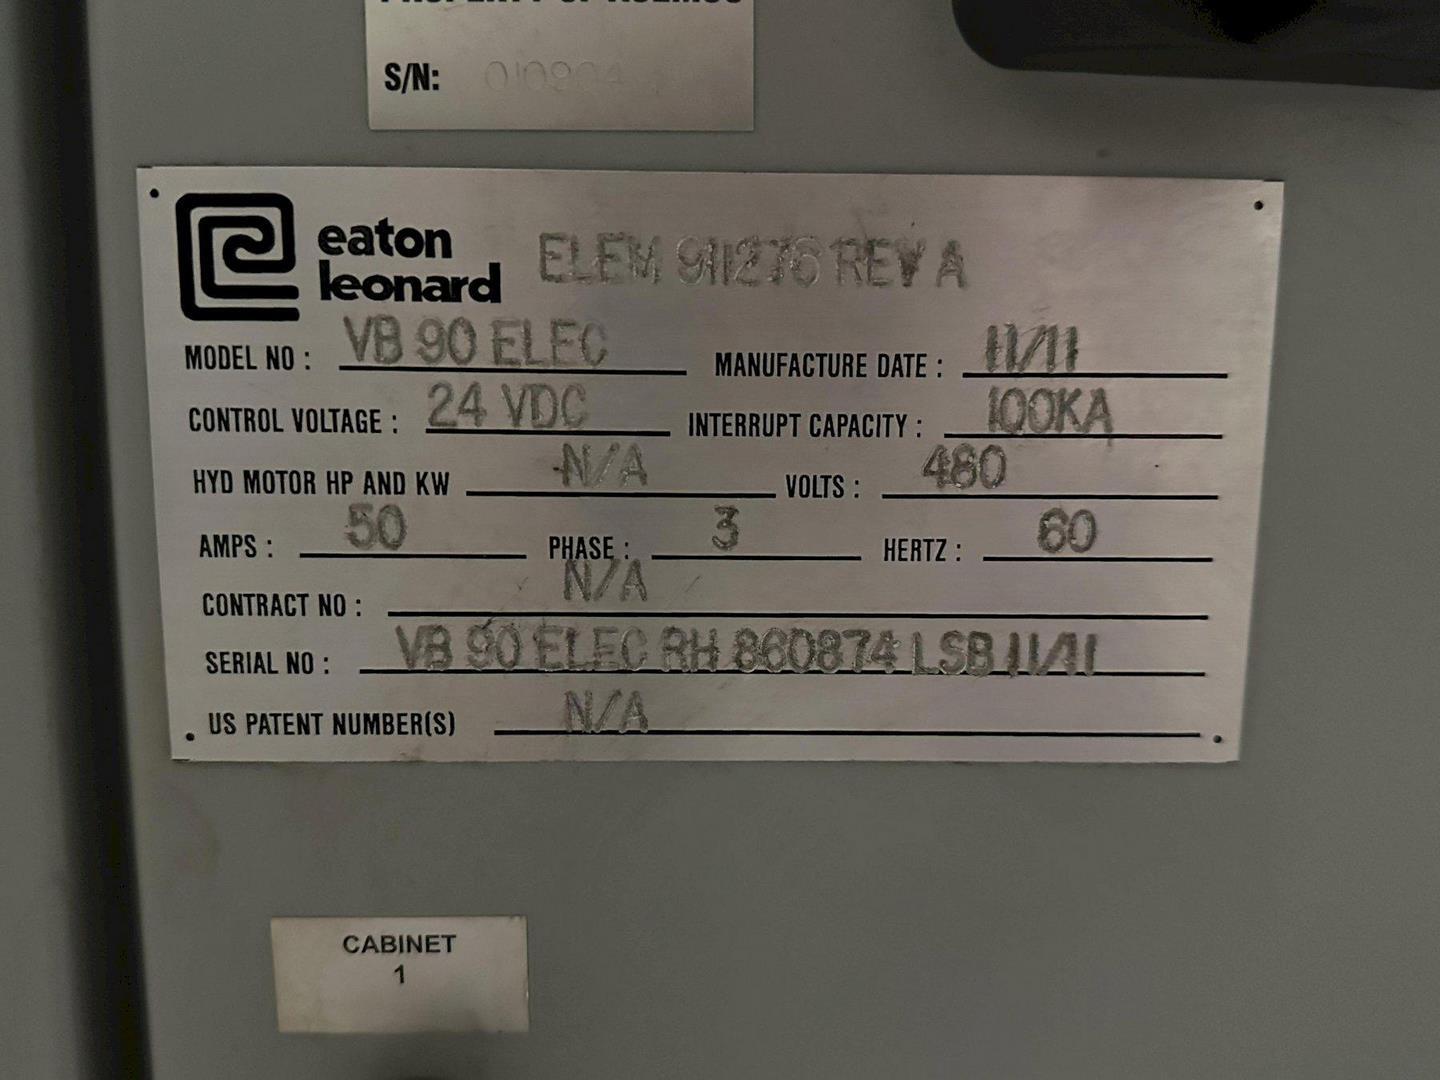 S/N: 010904
eaton
leonard
ELEM 911276 REV A
MODEL NO : VB 90 ELEC MANUFACTURE DATE : 11/11
CONTROL VOLTAGE : 24 VDC INTERRUPT CAPACITY : 100KA
HYD MOTOR HP AND KW N/A VOLTS : 480
AMPS : 50 PHASE : 3 HERTZ : 60
CONTRACT NO : N/A
SERIAL NO : VB 90 ELEC RH 860874 LSB 11/11
US PATENT NUMBER(S) N/A
CABINET
1